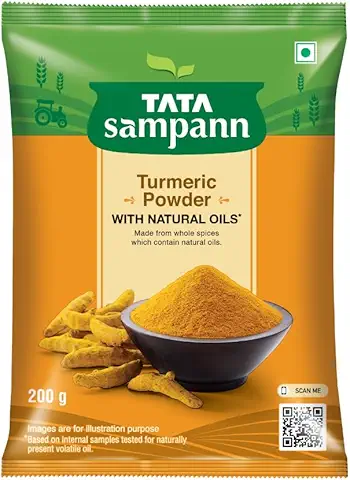 TATA
sampann
Turmeric
Powder
WITH NATURAL OILS*
Made from whole spices
which contain natural oils.
200 g
SCAN ME
Images are for illustration purpose
*Based on internal samples tested for naturally
present volatile oil.